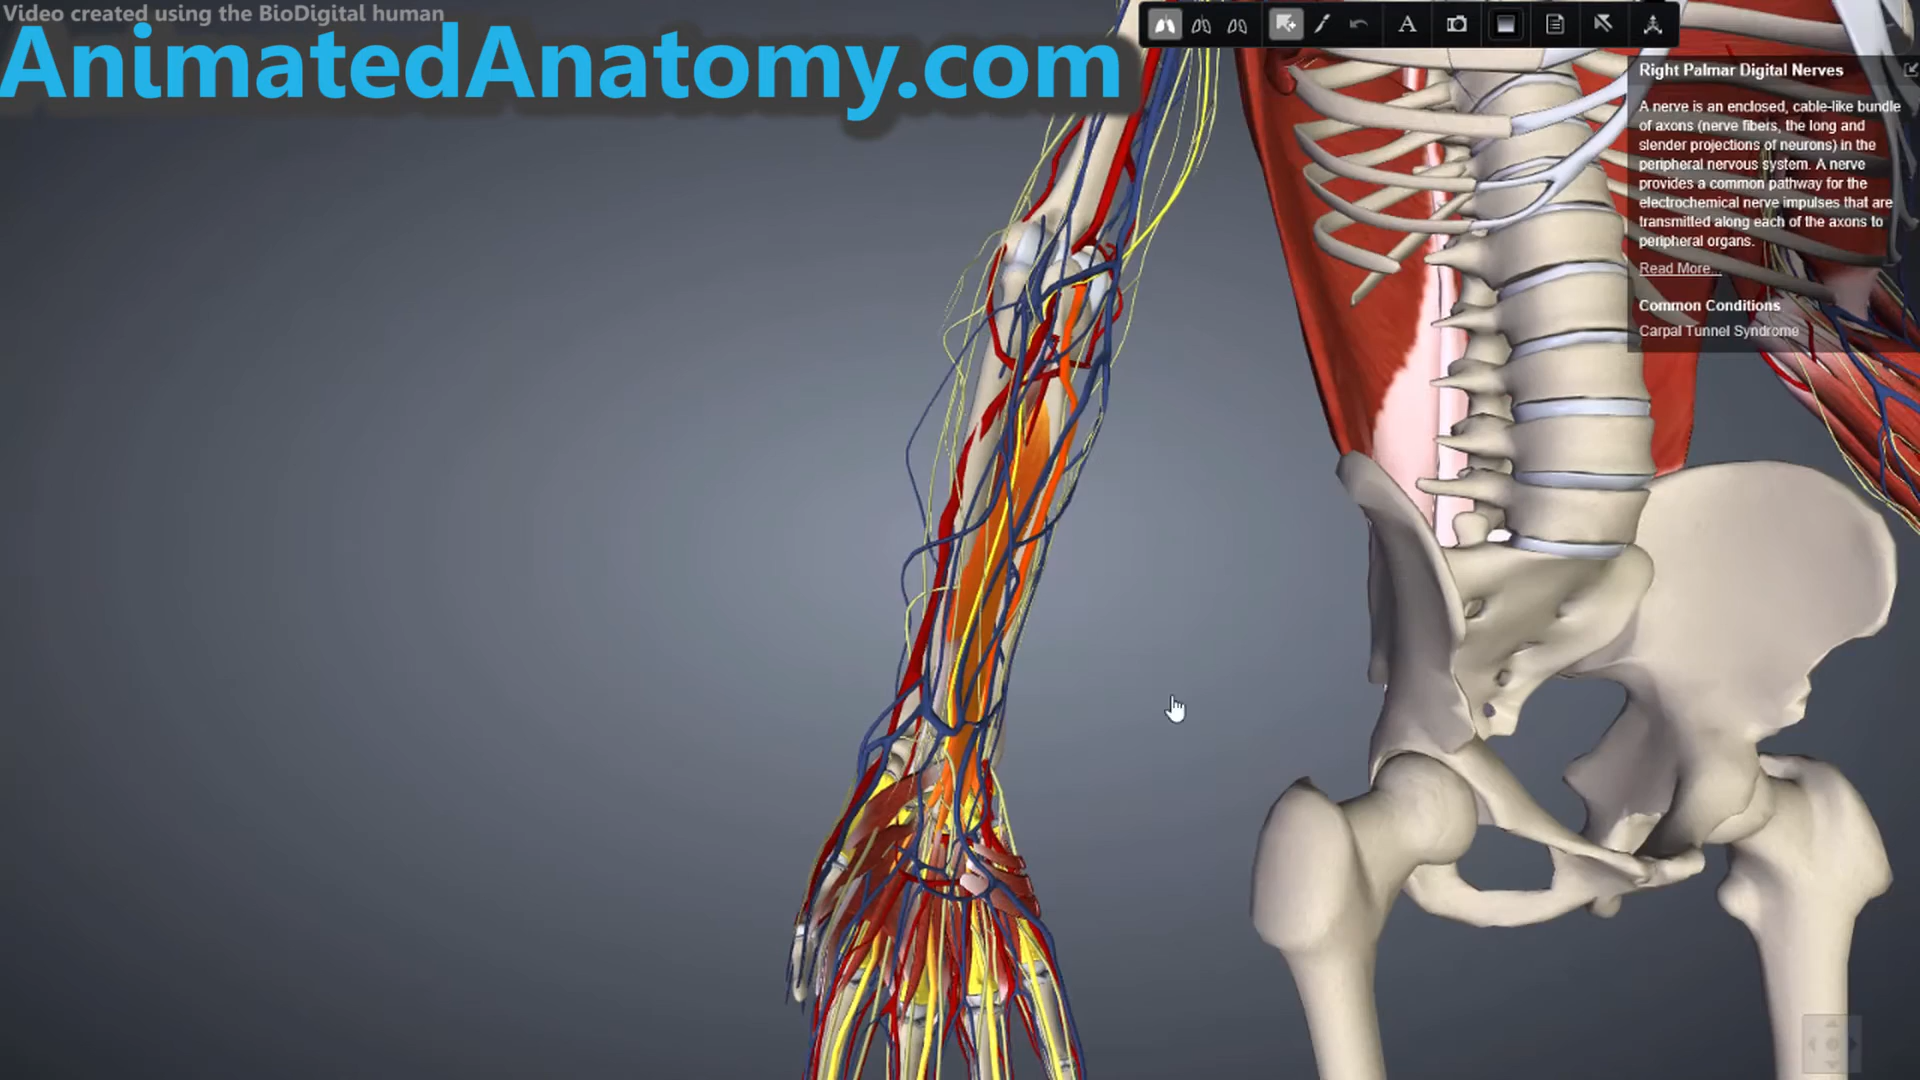 Video created using the BioDigital human
AnimatedAnatomy.com
A
Right Palmar Digital Nerves
A nerve is an enclosed, cable-like bundle
of axons (nerve fibers, the long and
slender projections of neurons) in the
peripheral nervous system. A nerve
provides a common pathway for the
electrochemical nerve impulses that are
transmitted along each of the axons to
peripheral organs.
Read More...
Common Conditions
Carpal Tunnel Syndrome